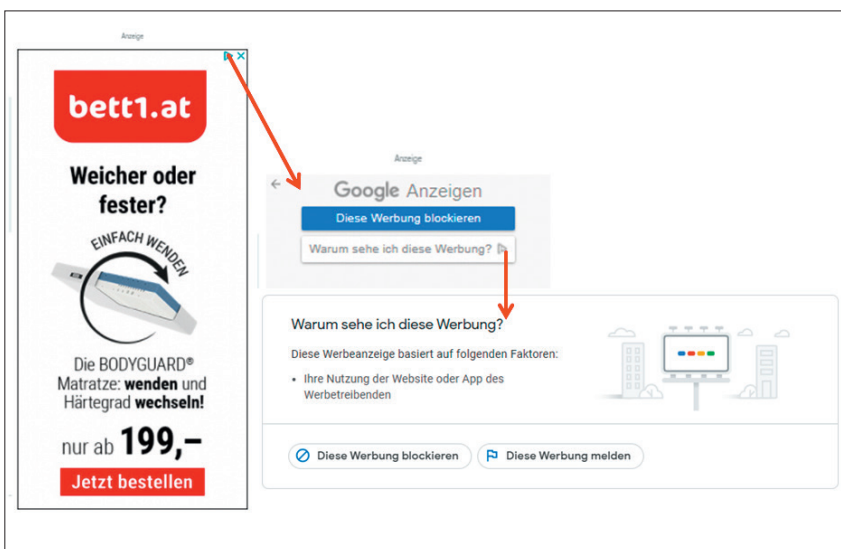 Anzeige
bett1.at
Weicher oder
fester?
EINFACH WENDEN
Die BODYGUARD®
Matratze: wenden und
Härtegrad wechseln!
nur ab 199,–
Jetzt bestellen
Anzeige
Google Anzeigen
Diese Werbung blockieren
Warum sehe ich diese Werbung?
Warum sehe ich diese Werbung?
Diese Werbeanzeige basiert auf folgenden Faktoren:
• Ihre Nutzung der Website oder App des
Werbetreibenden
Diese Werbung blockieren
Diese Werbung melden